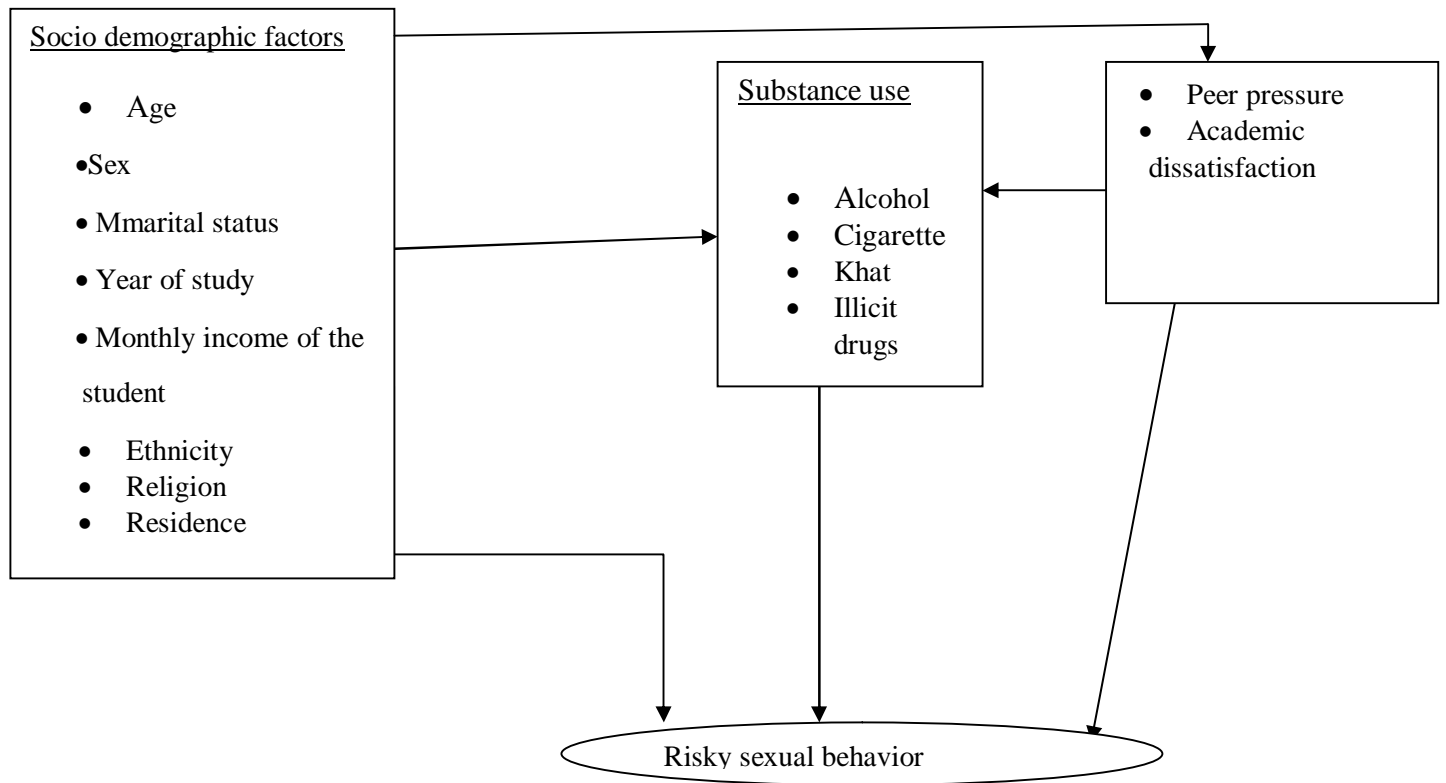 Socio demographic factors
• Age
•Sex
• Mmarital status
• Year of study
• Monthly income of the
student
• Ethnicity
• Religion
• Residence
Substance use
• Alcohol
• Cigarette
• Khat
• Illicit
drugs
• Peer pressure
• Academic
dissatisfaction
Risky sexual behavior